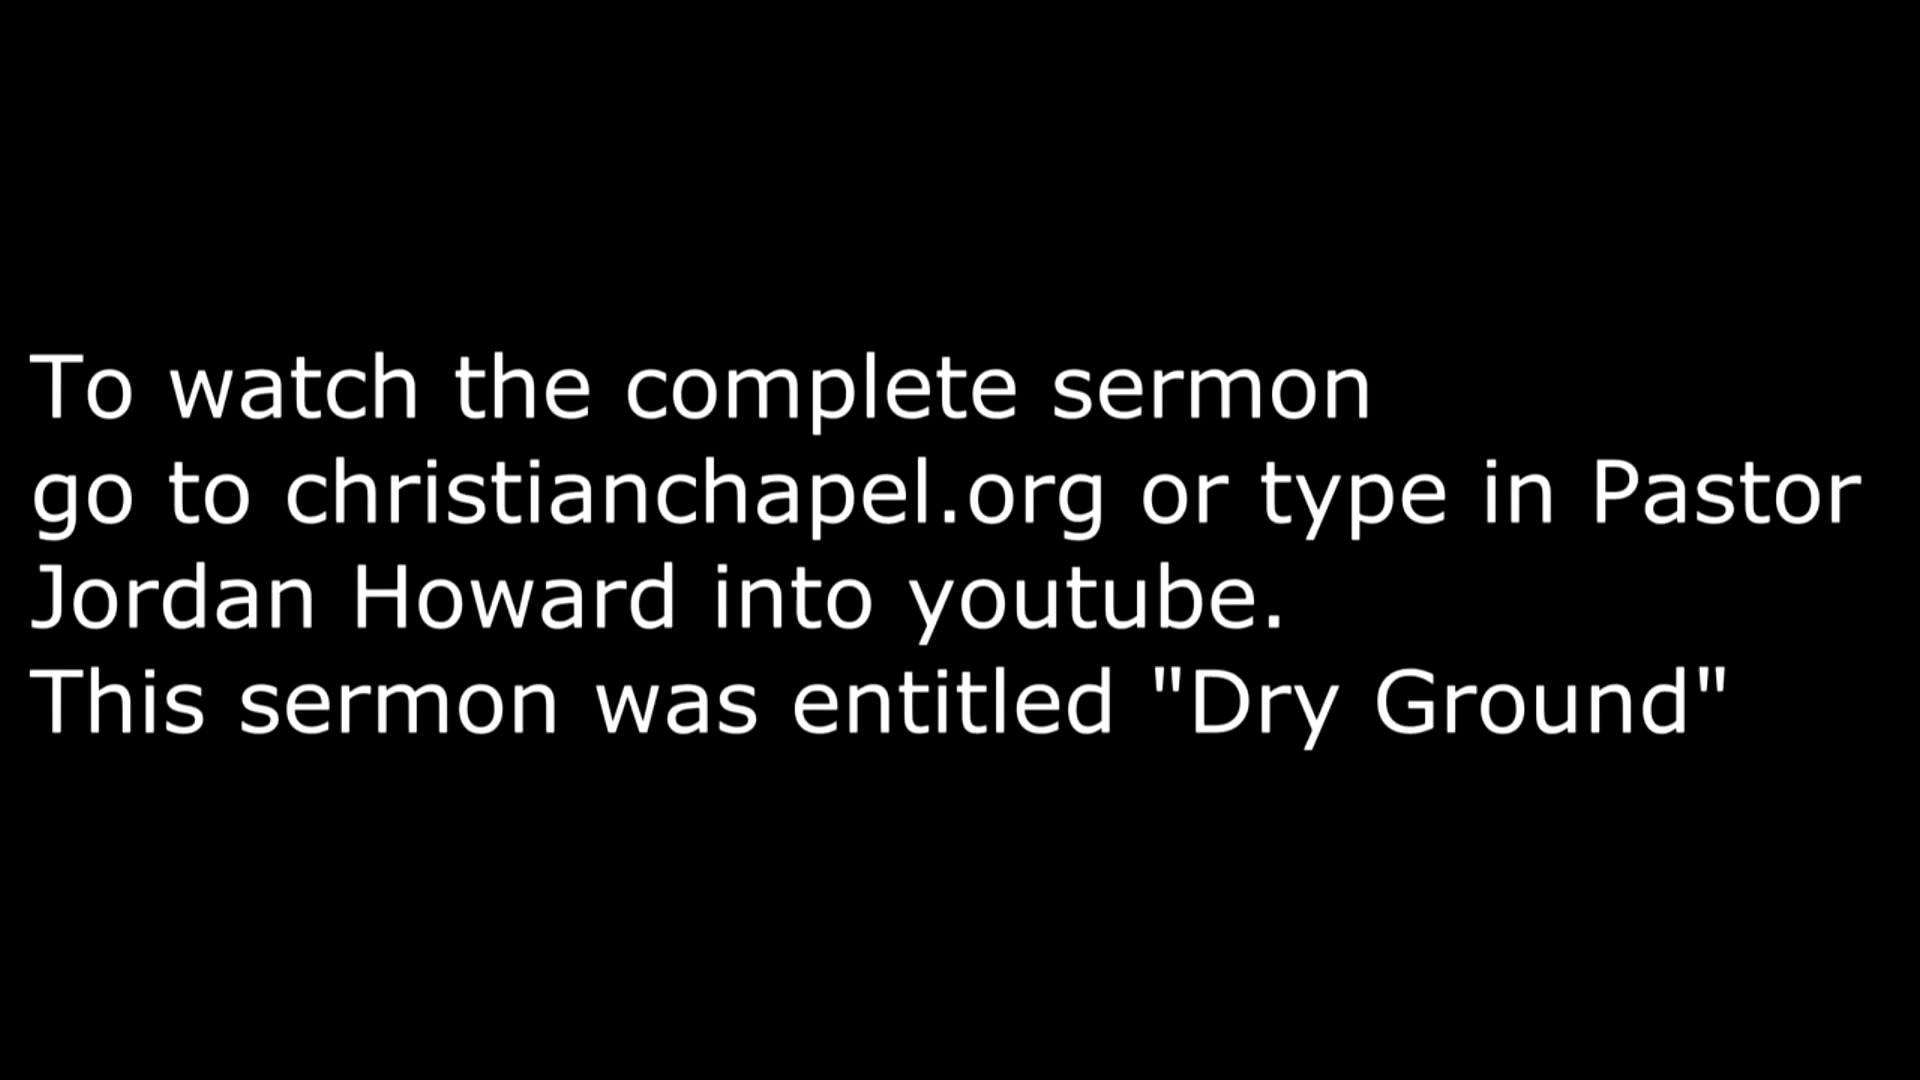 To watch the complete sermon
go to christianchapel.org or type in Pastor
Jordan Howard into youtube.
This sermon was entitled "Dry Ground"